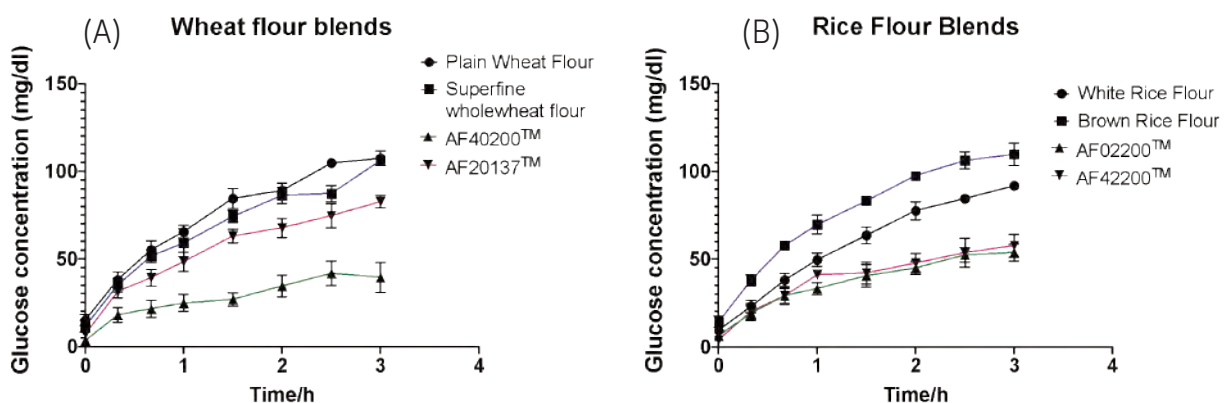 (A)
Wheat flour blends
Glucose concentration (mg/dl)
150
100
50
0
0
1
2
3
4
Time/h
Plain Wheat Flour
Superfine
wholewheat flour
AF40200™
AF20137™
(B)
Rice Flour Blends
Glucose concentration (mg/dl)
150
100
50
0
0
1
2
3
4
Time/h
White Rice Flour
Brown Rice Flour
AF02200™
AF42200™